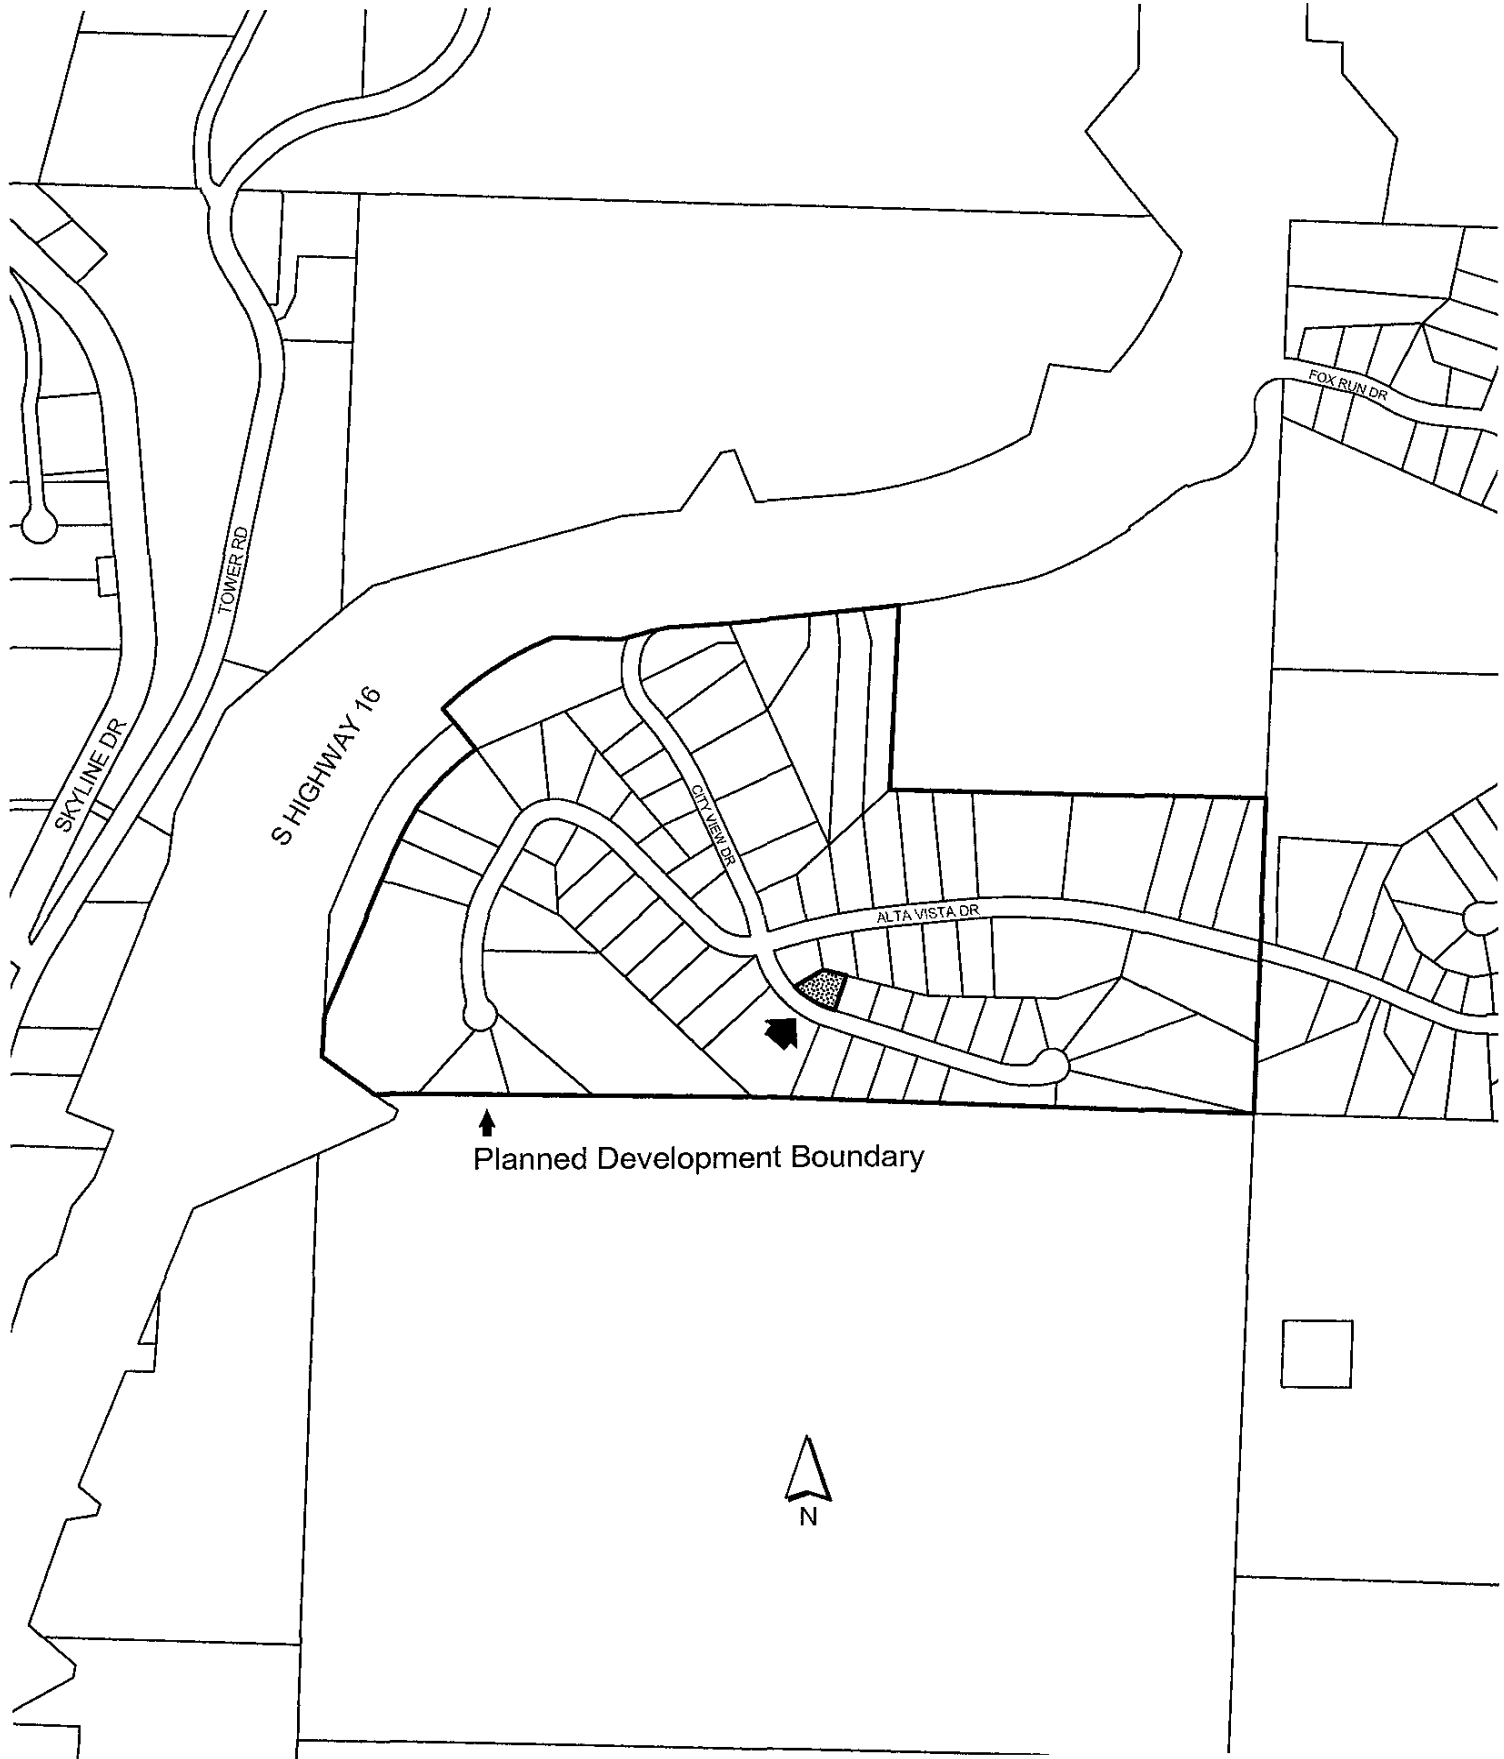 FOX RUN DR
TOWER RD
S HIGHWAY 16
SKYLINE DR
CITY VIEW DR
ALTA VISTA DR
Planned Development Boundary
N